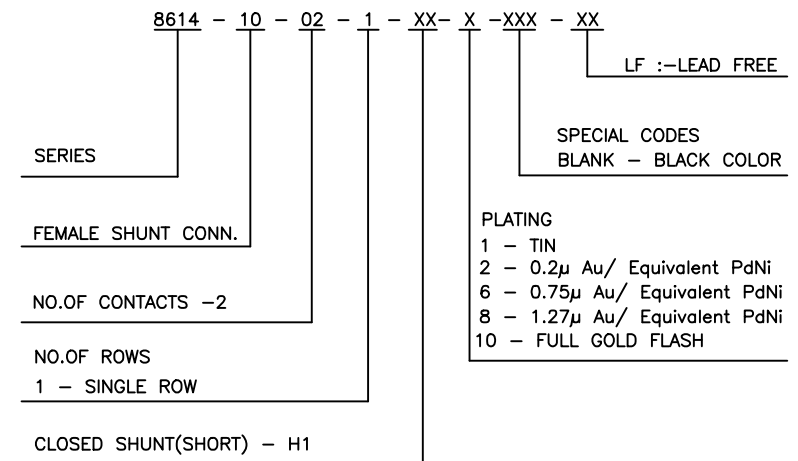 8614 - 10 - 02 - 1 - XX- X -XXX - XX
LF :-LEAD FREE
SPECIAL CODES
BLANK - BLACK COLOR
SERIES
PLATING
1 - TIN
2 - 0.2µ Au/ Equivalent PdNi
6 - 0.75µ Au/ Equivalent PdNi
8 - 1.27µ Au/ Equivalent PdNi
10 - FULL GOLD FLASH
FEMALE SHUNT CONN.
NO.OF CONTACTS -2
NO.OF ROWS
1 - SINGLE ROW
CLOSED SHUNT(SHORT) - H1